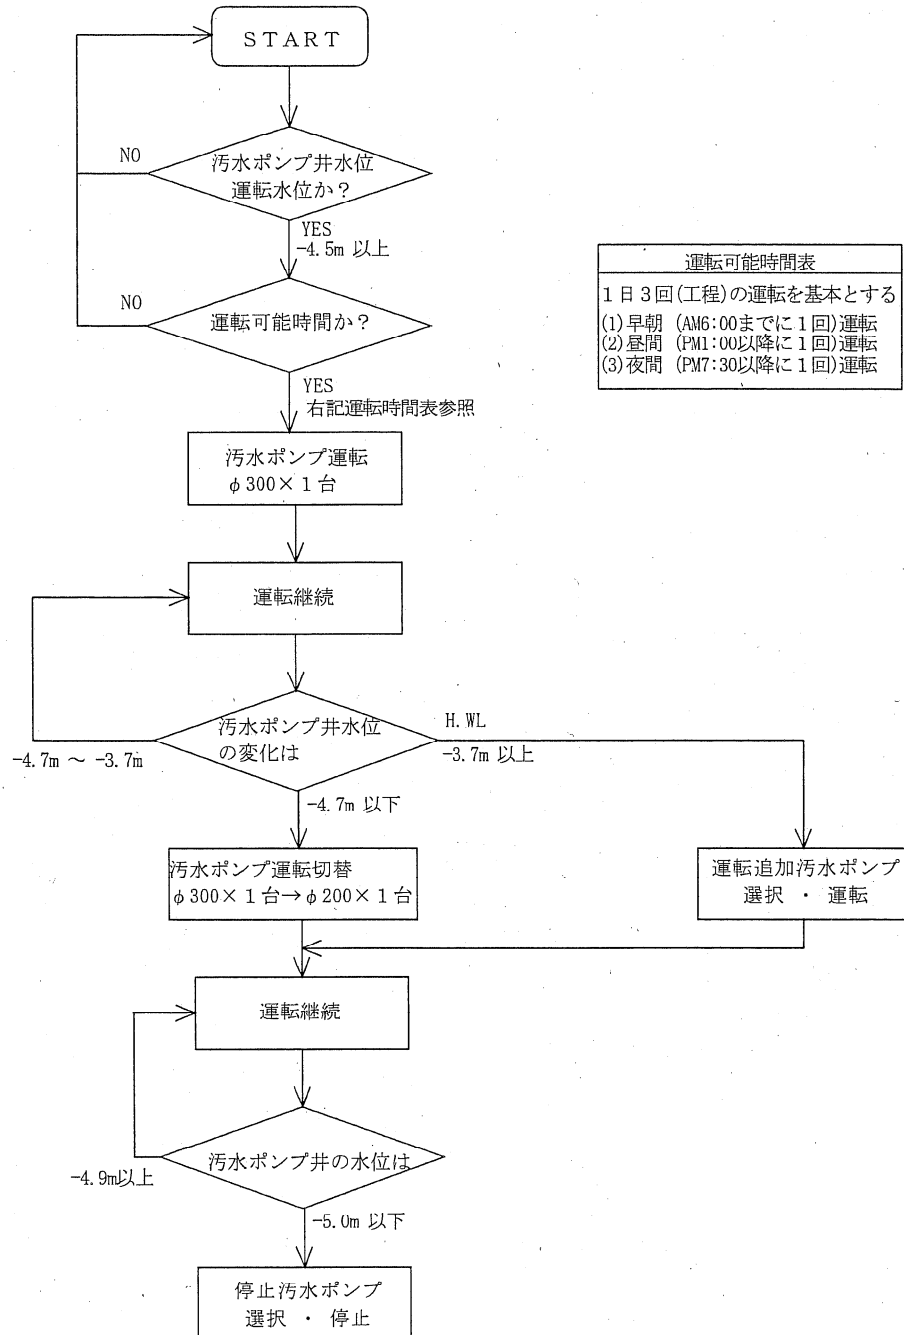 START
汚水ポンプ井水位
運転水位か？
NO
YES
-4.5m 以上
運転可能時間か？
NO
YES
右記運転時間表参照
運転可能時間表
1日3回(工程)の運転を基本とする
(1)早朝 (AM6:00までに1回)運転
(2)昼間 (PM1:00以降に1回)運転
(3)夜間 (PM7:30以降に1回)運転
汚水ポンプ運転
φ300×1台
運転継続
汚水ポンプ井水位
の変化は
-4.7m ～ -3.7m
H.WL
-3.7m 以上
-4.7m 以下
汚水ポンプ運転切替
φ300×1台→φ200×1台
運転追加汚水ポンプ
選択 ・ 運転
運転継続
汚水ポンプ井の水位は
-4.9m以上
-5.0m 以下
停止汚水ポンプ
選択 ・ 停止